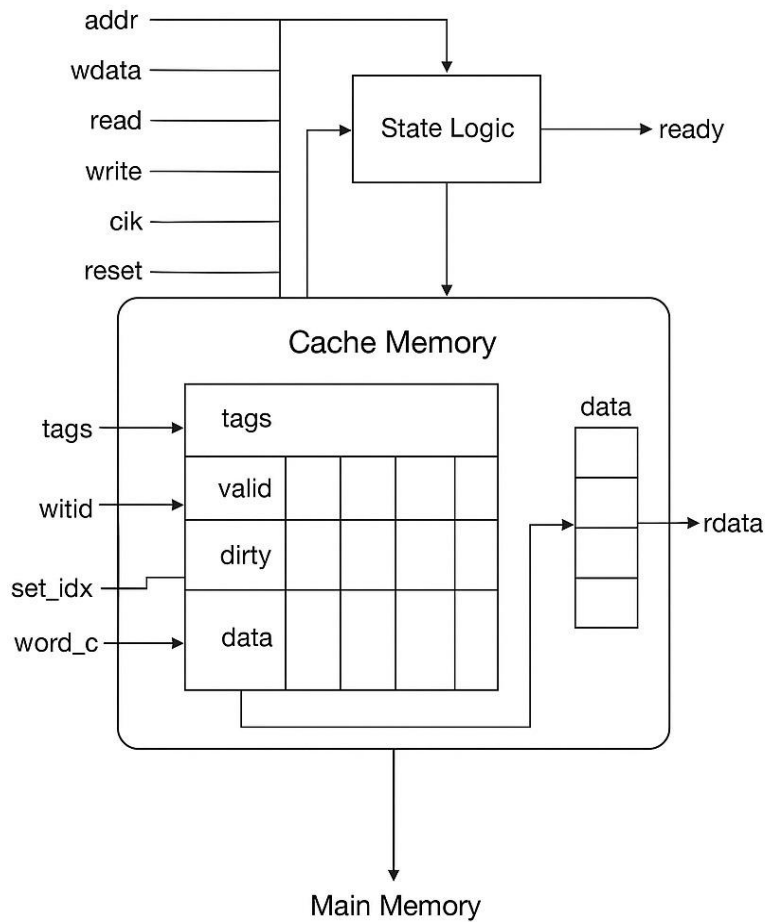 addr
wdata
read
write
cik
reset
State Logic
ready
Cache Memory
tags
tags
witid
valid
set_idx
dirty
word_c
data
data
rdata
Main Memory